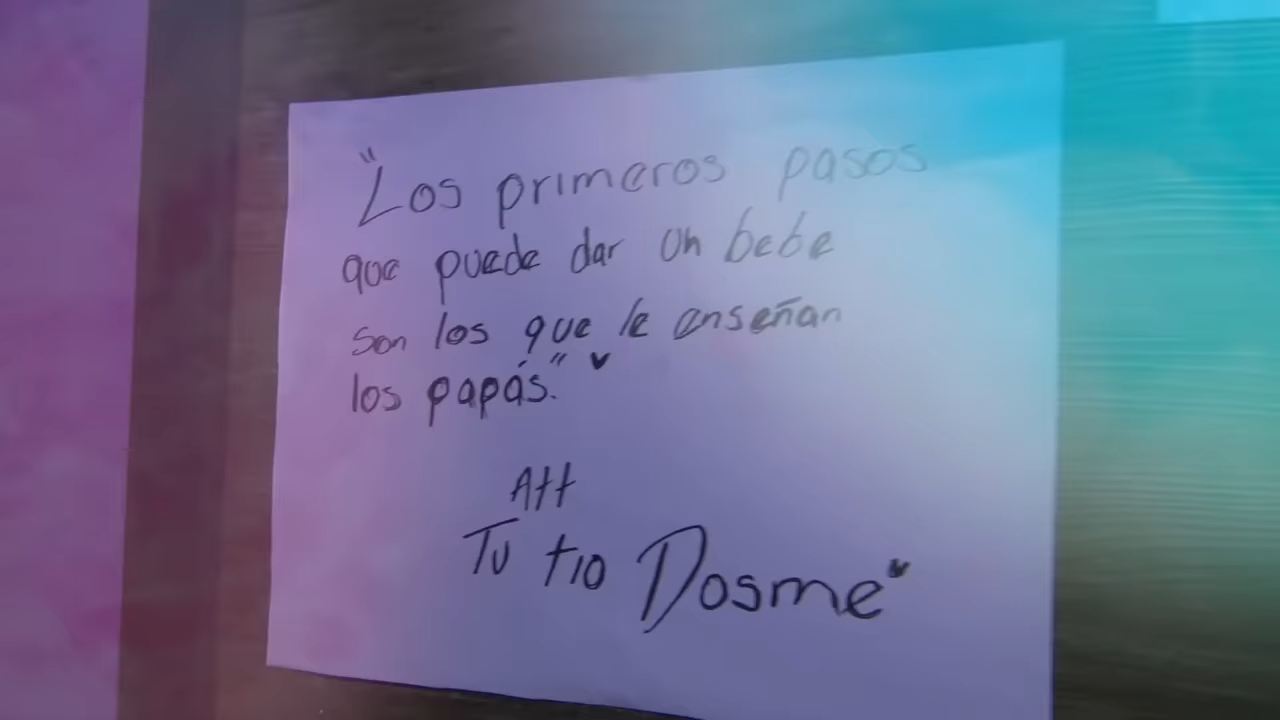 "Los primeros pasos
que puede dar un bebe
son los que le enseñan
los papás." ♥
Att
Tu tio Dosme ♥